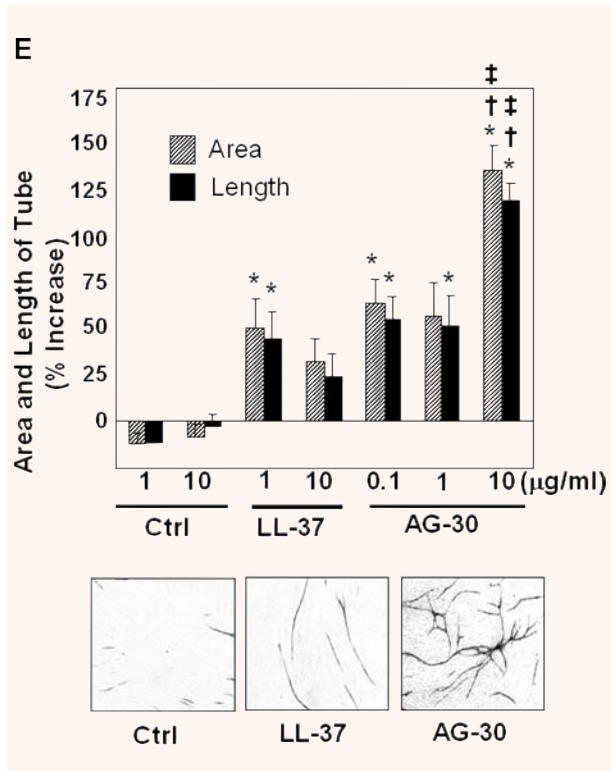 E
Area and Length of Tube
(% Increase)
175
150
125
100
75
50
25
0
Area
Length
* *
* *
*
‡
† ‡
* †
*
1 10 1 10 0.1 1 10 (μg/ml)
Ctrl LL-37 AG-30
Ctrl LL-37 AG-30